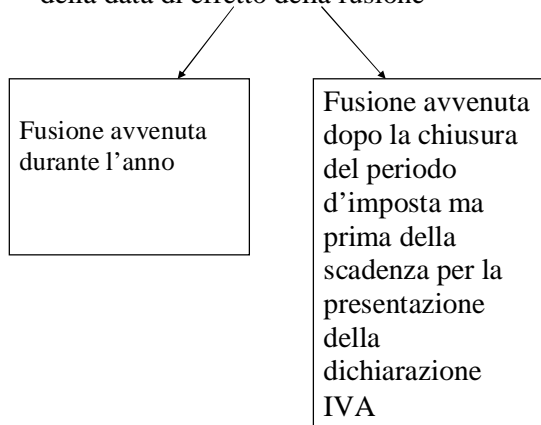 della data di effetto della fusione
Fusione avvenuta
durante l’anno
Fusione avvenuta
dopo la chiusura
del periodo
d’imposta ma
prima della
scadenza per la
presentazione
della
dichiarazione
IVA